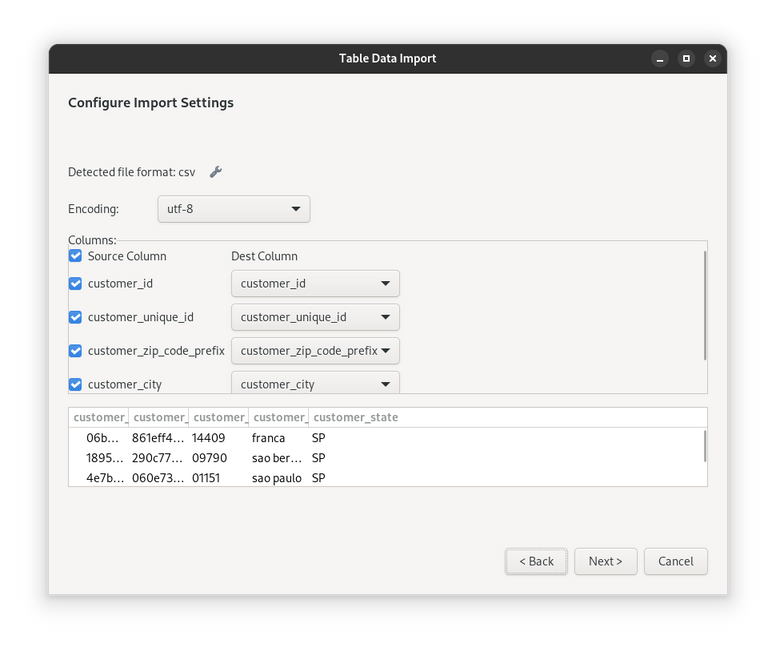 Table Data Import
Configure Import Settings
Detected file format: csv
Encoding: utf-8
Columns:
Source Column Dest Column
customer_id customer_id
customer_unique_id customer_unique_id
customer_zip_code_prefix customer_zip_code_prefix
customer_city customer_city
customer_ customer_ customer_ customer_ customer_state
06b... 861eff4... 14409 franca SP
1895... 290c77... 09790 sao ber... SP
4e7b... 060e73... 01151 sao paulo SP
< Back Next > Cancel